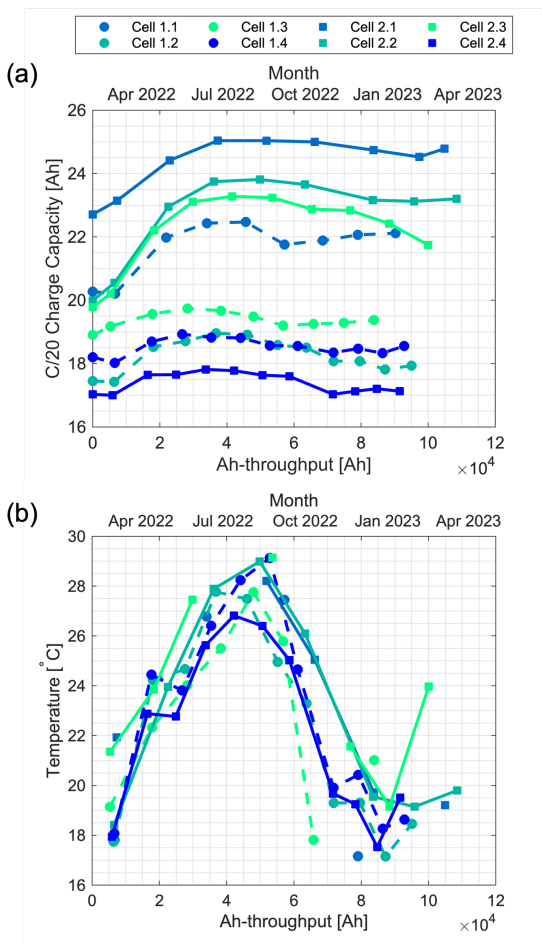 Cell 1.1 Cell 1.3 Cell 2.1 Cell 2.3
Cell 1.2 Cell 1.4 Cell 2.2 Cell 2.4
(a)
Month
Apr 2022 Jul 2022 Oct 2022 Jan 2023 Apr 2023
26
24
22
20
18
16
C/20 Charge Capacity [Ah]
0 2 4 6 8 10 12
Ah-throughput [Ah]
×10^4
(b)
Month
Apr 2022 Jul 2022 Oct 2022 Jan 2023 Apr 2023
30
28
26
24
22
20
18
16
Temperature [°C]
0 2 4 6 8 10 12
Ah-throughput [Ah]
×10^4